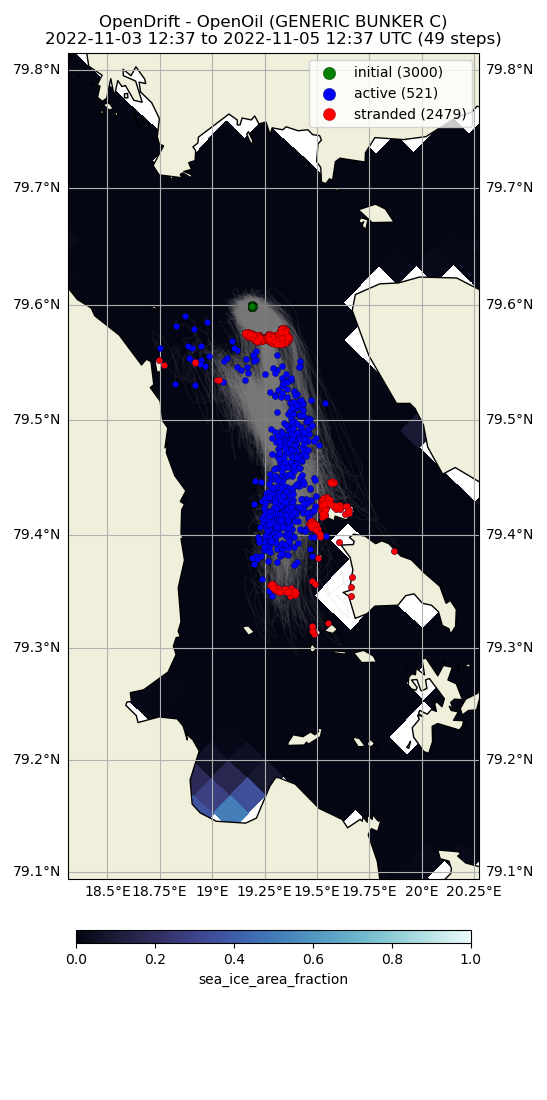 OpenDrift - OpenOil (GENERIC BUNKER C)
2022-11-03 12:37 to 2022-11-05 12:37 UTC (49 steps)
initial (3000)
active (521)
stranded (2479)
79.8°N 79.8°N
79.7°N 79.7°N
79.6°N 79.6°N
79.5°N 79.5°N
79.4°N 79.4°N
79.3°N 79.3°N
79.2°N 79.2°N
79.1°N 79.1°N
18.5°E 18.75°E 19°E 19.25°E 19.5°E 19.75°E 20°E 20.25°E
0.0 0.2 0.4 0.6 0.8 1.0
sea_ice_area_fraction